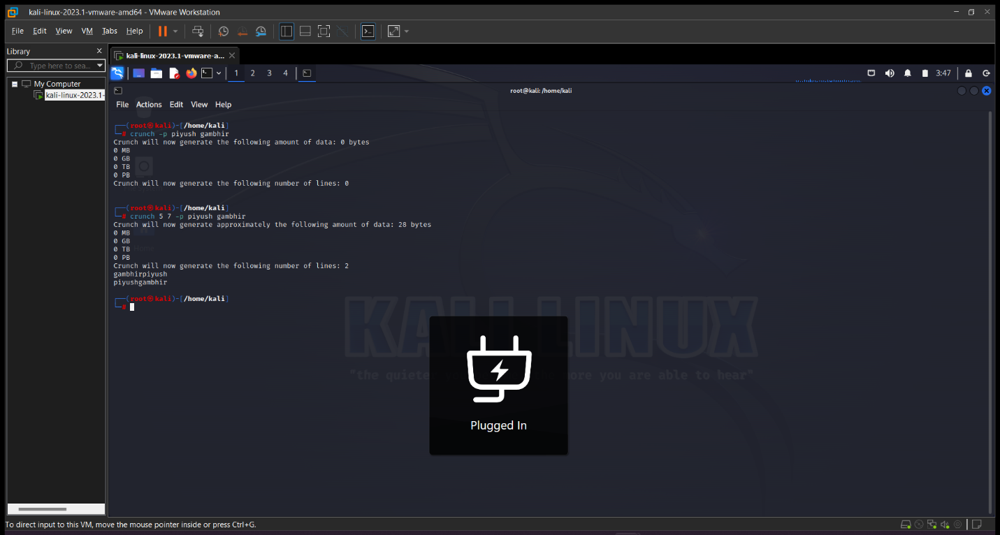 kali-linux-2023.1-vmware-amd64 - VMware Workstation
File Edit View VM Tabs Help
Library X
kali-linux-2023.1-vmware-a...
Type here to sea...
1 2 3 4
3:47
My Computer
kali-linux-2023.1-
root@kali: /home/kali
File Actions Edit View Help
┌──(root㉿kali)-[/home/kali]
└─# crunch -p piyush gambhir
Crunch will now generate the following amount of data: 0 bytes
0 MB
0 GB
0 TB
0 PB
Crunch will now generate the following number of lines: 0
┌──(root㉿kali)-[/home/kali]
└─# crunch 5 7 -p piyush gambhir
Crunch will now generate approximately the following amount of data: 28 bytes
0 MB
0 GB
0 TB
0 PB
Crunch will now generate the following number of lines: 2
gambhirpiyush
piyushgambhir
┌──(root㉿kali)-[/home/kali]
└─#
Home
KALI LINUX
"the quieter more you are able to hear"
Plugged In
To direct input to this VM, move the mouse pointer inside or press Ctrl+G.